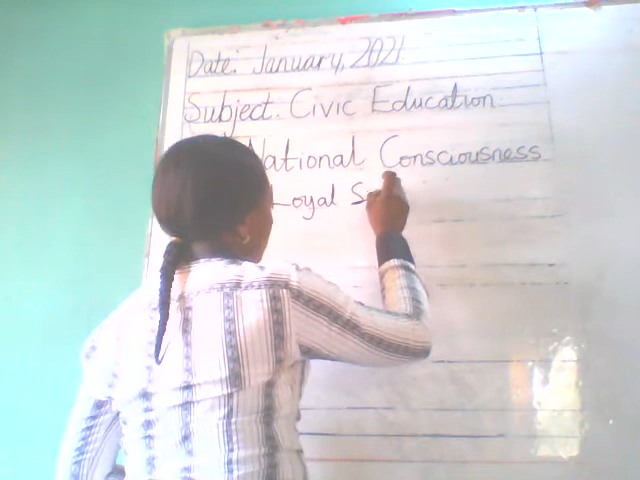 Date: January, 2021
Subject. Civic Education
National Consciousness
Loyal